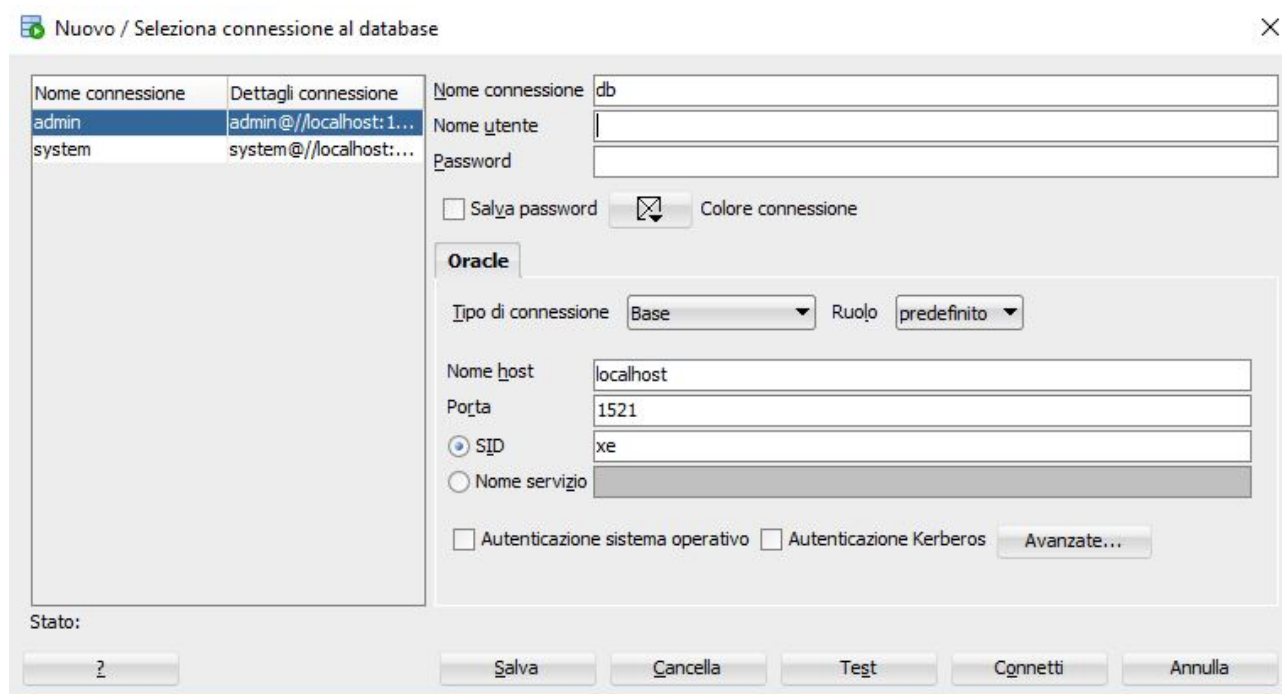 Nuovo / Seleziona connessione al database
Nome connessione Dettagli connessione
admin admin@//localhost:1...
system system@//localhost:...
Nome connessione db
Nome utente
Password
Salva password Colore connessione
Oracle
Tipo di connessione Base Ruolo predefinito
Nome host localhost
Porta 1521
SID xe
Nome servizio
Autenticazione sistema operativo Autenticazione Kerberos Avanzate...
Stato:
? Salva Cancella Test Connetti Annulla